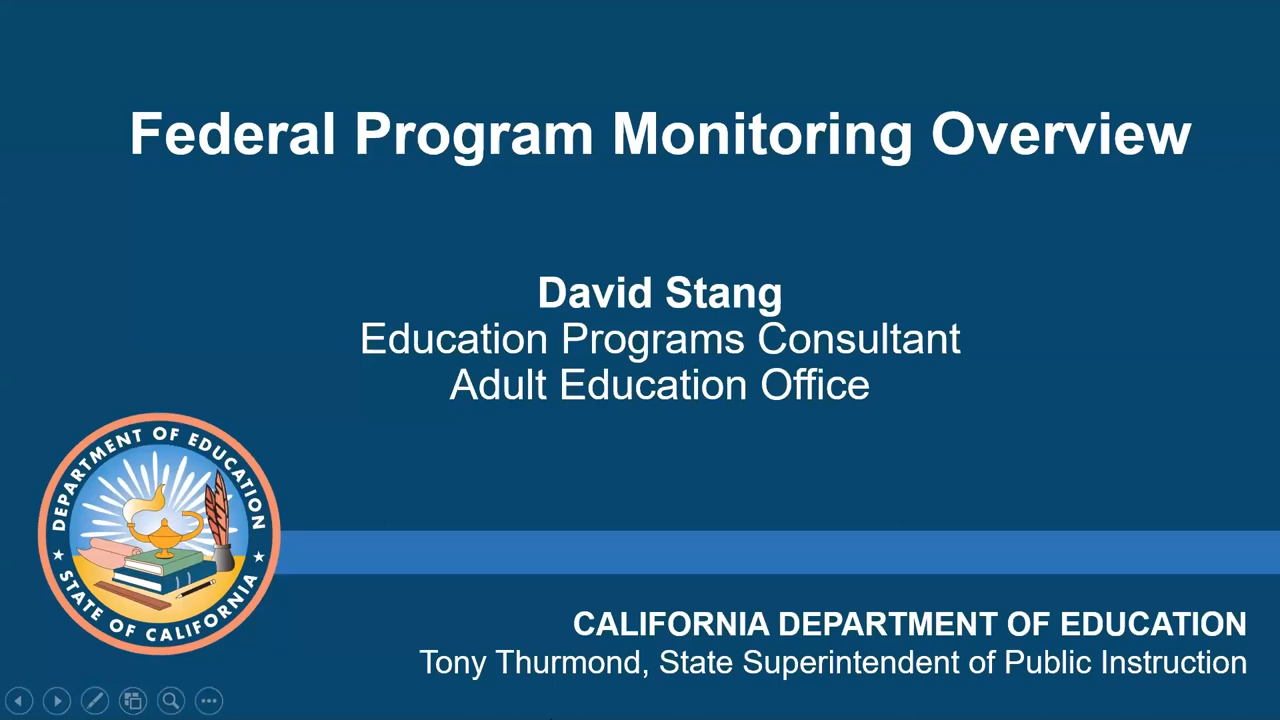 Federal Program Monitoring Overview
David Stang
Education Programs Consultant
Adult Education Office
DEPARTMENT OF EDUCATION
STATE OF CALIFORNIA
CALIFORNIA DEPARTMENT OF EDUCATION
Tony Thurmond, State Superintendent of Public Instruction